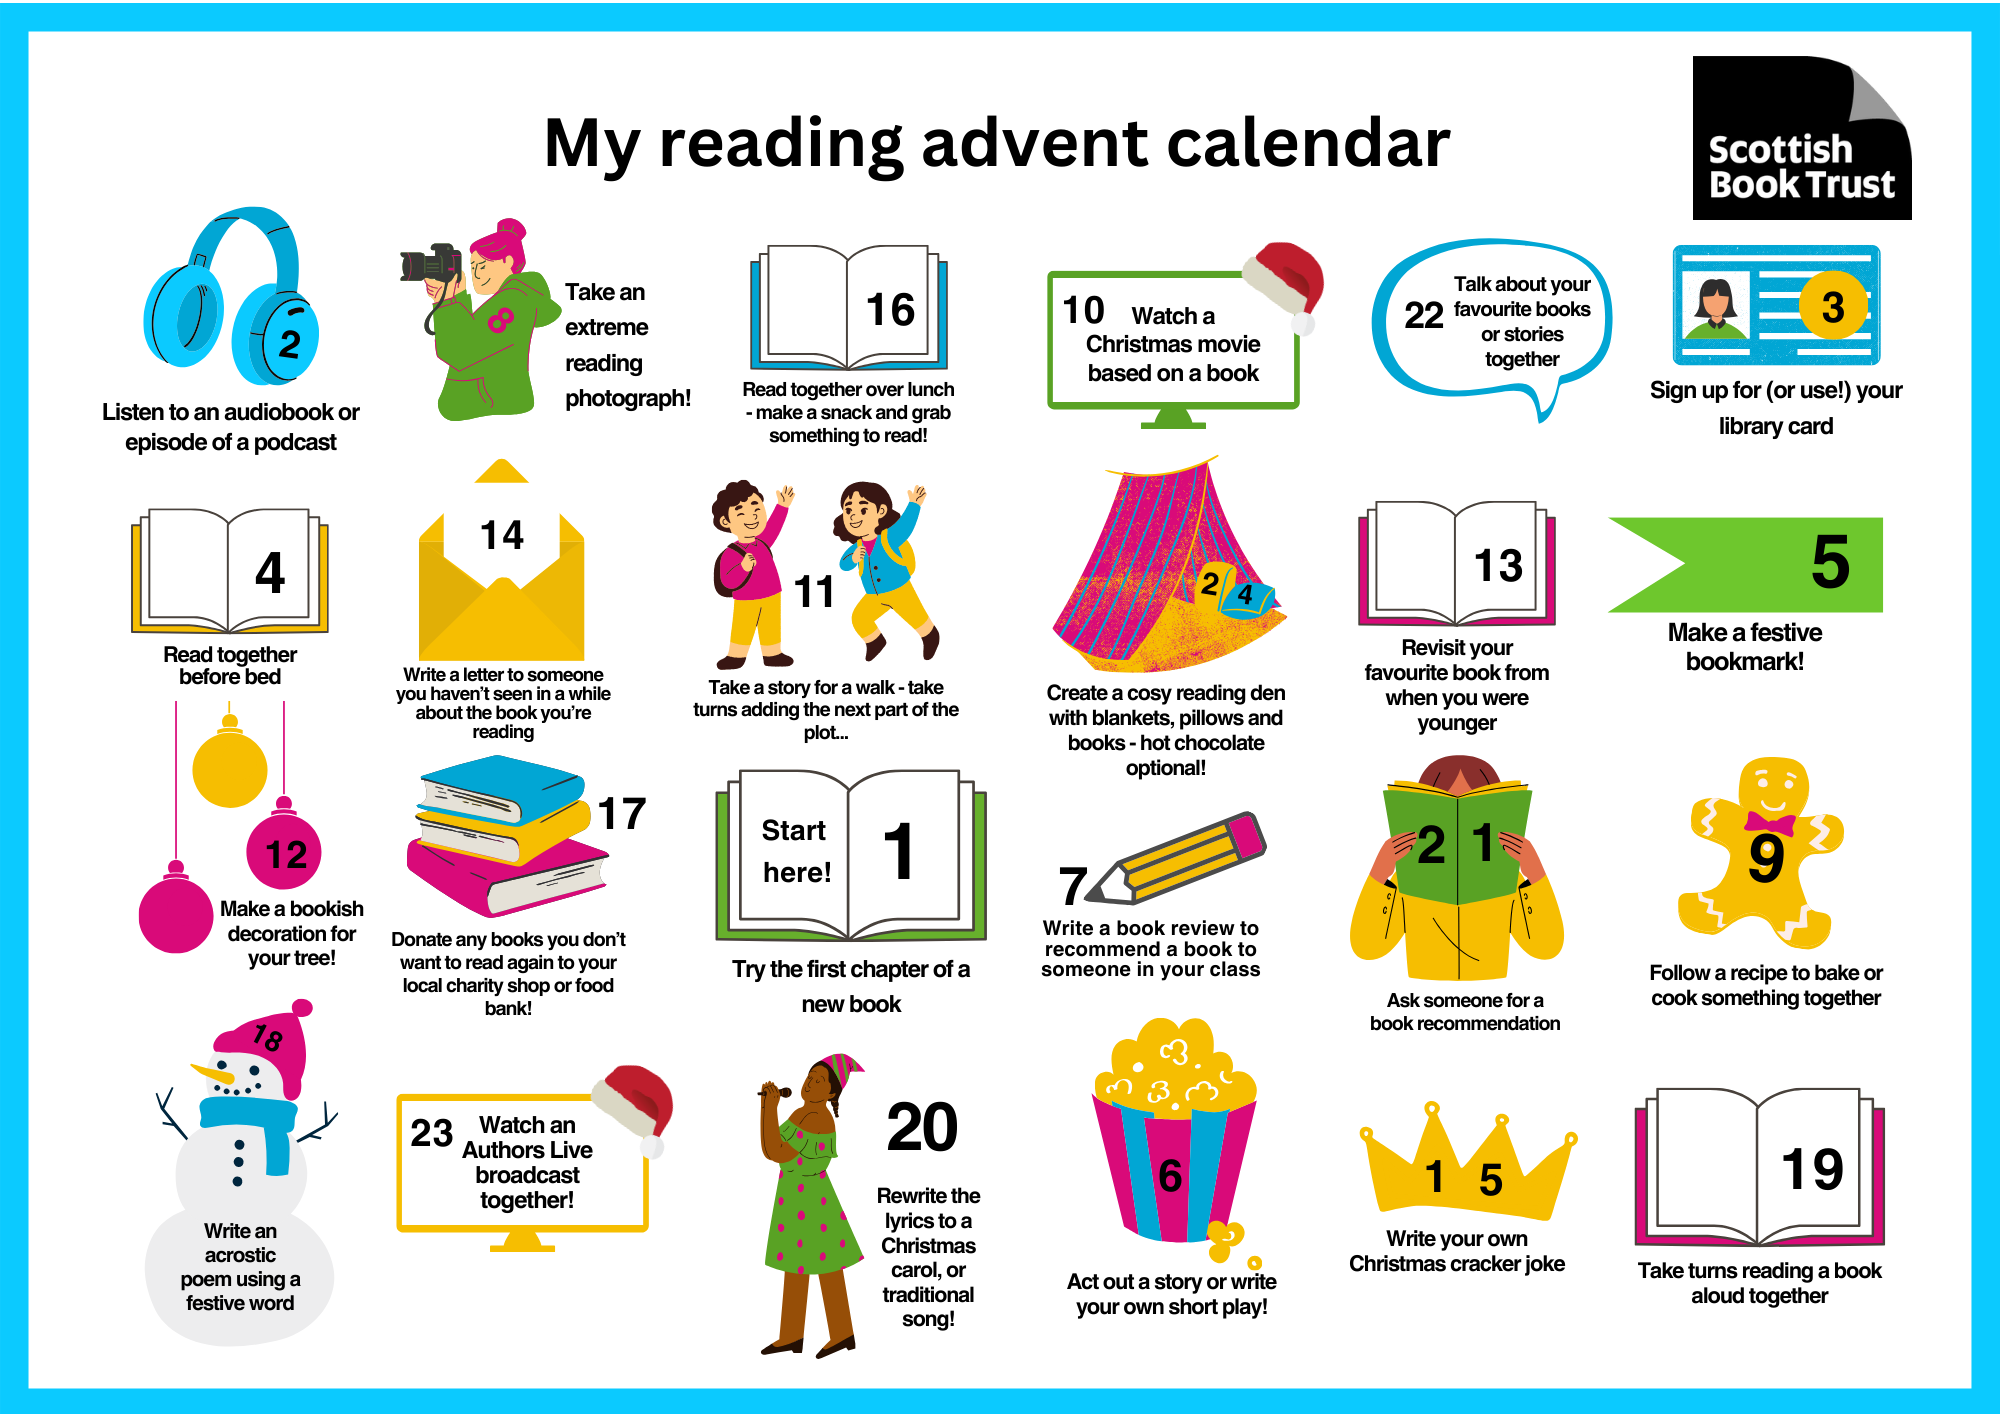 My reading advent calendar
Scottish
Book Trust
2
Listen to an audiobook or
episode of a podcast
8
Take an
extreme
reading
photograph!
16
Read together over lunch
- make a snack and grab
something to read!
10
Watch a
Christmas movie
based on a book
22
Talk about your
favourite books
or stories
together
3
Sign up for (or use!) your
library card
4
Read together
before bed
14
Write a letter to someone
you haven't seen in a while
about the book you're
reading
11
Take a story for a walk - take
turns adding the next part of the
plot...
2 4
Create a cosy reading den
with blankets, pillows and
books - hot chocolate
optional!
13
Revisit your
favourite book from
when you were
younger
5
Make a festive
bookmark!
12
Make a bookish
decoration for
your tree!
17
Donate any books you don't
want to read again to your
local charity shop or food
bank!
Start
here!
1
Try the first chapter of a
new book
7
Write a book review to
recommend a book to
someone in your class
2 1
Ask someone for a
book recommendation
9
Follow a recipe to bake or
cook something together
18
Write an
acrostic
poem using a
festive word
23
Watch an
Authors Live
broadcast
together!
20
Rewrite the
lyrics to a
Christmas
carol, or
traditional
song!
6
Act out a story or write
your own short play!
1 5
Write your own
Christmas cracker joke
19
Take turns reading a book
aloud together